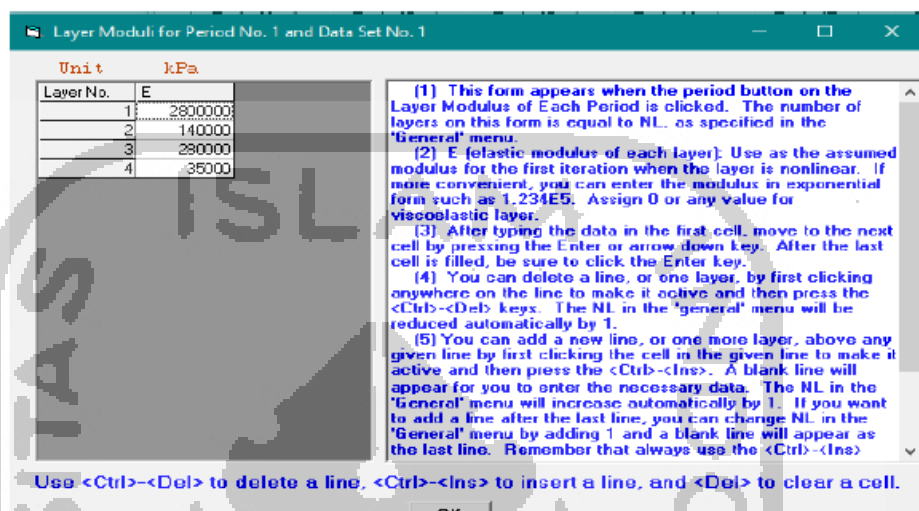 Layer Moduli for Period No. 1 and Data Set No. 1
Unit kPa
Layer No. E
1 2800000
2 140000
3 280000
4 35000
(1) This form appears when the period button on the
Layer Modulus of Each Period is clicked. The number of
layers on this form is equal to NL. as specified in the
'General' menu.
(2) E (elastic modulus of each layer): Use as the assumed
modulus for the first iteration when the layer is nonlinear. If
more convenient, you can enter the modulus in exponential
form such as 1.234E5. Assign 0 or any value for
viscoelastic layer.
(3) After typing the data in the first cell, move to the next
cell by pressing the Enter or arrow down key. After the last
cell is filled, be sure to click the Enter key.
(4) You can delete a line, or one layer, by first clicking
anywhere on the line to make it active and then press the
<Ctrl>-<Del> keys. The NL in the 'general' menu will be
reduced automatically by 1.
(5) You can add a new line, or one more layer, above any
given line by first clicking the cell in the given line to make it
active and then press the <Ctrl>-<Ins>. A blank line will
appear for you to enter the necessary data. The NL in the
'General' menu will increase automatically by 1. If you want
to add a line after the last line, you can change NL in the
'General' menu by adding 1 and a blank line will appear as
the last line. Remember that always use the <Ctrl>-<Ins>
Use <Ctrl>-<Del> to delete a line, <Ctrl>-<Ins> to insert a line, and <Del> to clear a cell.
ISLAM